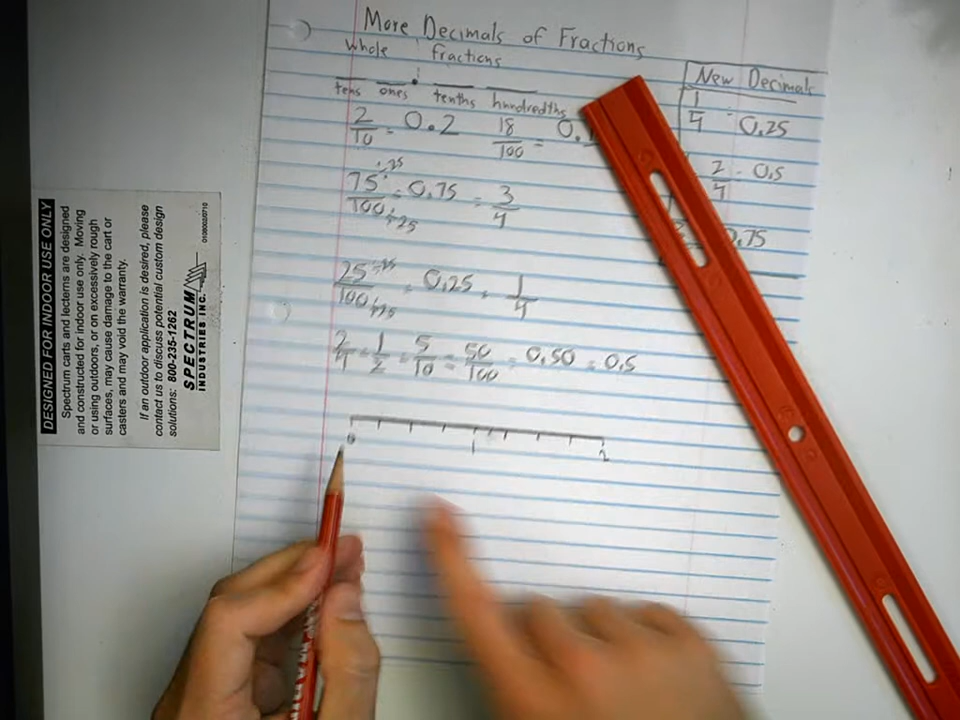 More Decimals of Fractions
whole fractions
tens ones . tenths hundredths
2/10 = 0.2 18/100 = 0.
75÷25/100÷25 = 0.75 = 3/4
25÷25/100÷25 = 0.25 = 1/4
2/4 = 1/2 = 5/10 = 50/100 = 0.50 = 0.5
0 1 2
New Decimals
1/4 = 0.25
2/4 = 0.5
0.75
DESIGNED FOR INDOOR USE ONLY
Spectrum carts and lecterns are designed
and constructed for indoor use only. Moving
or using outdoors, or on excessively rough
surfaces, may cause damage to the cart or
casters and may void the warranty.
If an outdoor application is desired, please
contact us to discuss potential custom design
solutions: 800-235-1262
SPECTRUM
INDUSTRIES INC.